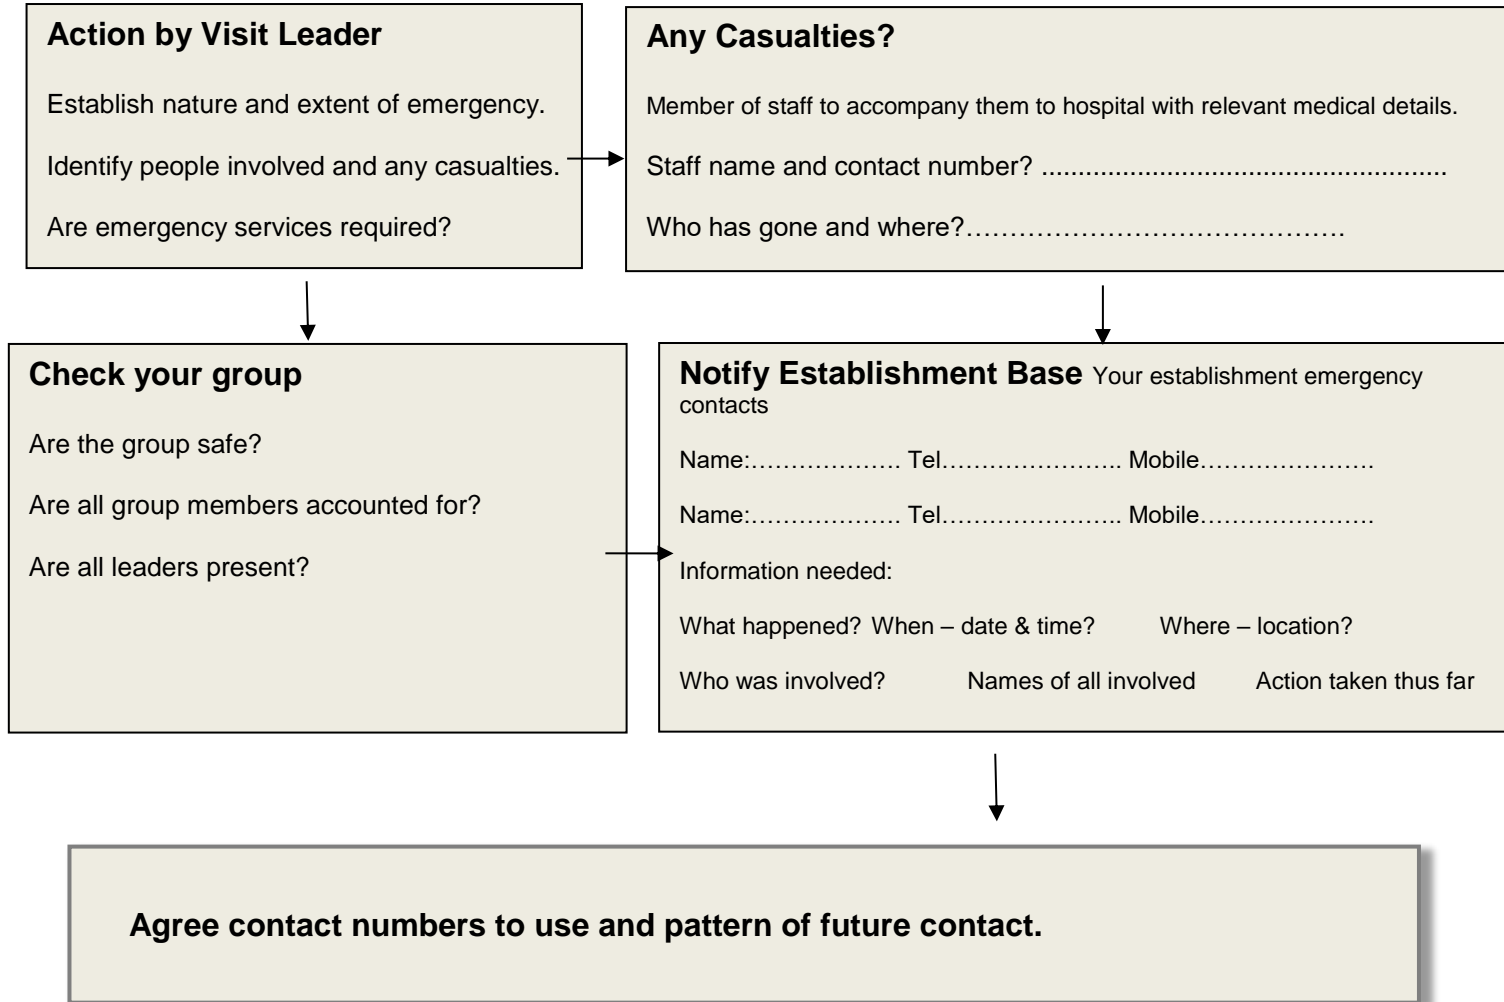 Action by Visit Leader
Establish nature and extent of emergency.
Identify people involved and any casualties.
Are emergency services required?
Any Casualties?
Member of staff to accompany them to hospital with relevant medical details.
Staff name and contact number? .......................................................
Who has gone and where?…………………………………….
Check your group
Are the group safe?
Are all group members accounted for?
Are all leaders present?
Notify Establishment Base Your establishment emergency
contacts
Name:………………. Tel………………….. Mobile………………….
Name:………………. Tel………………….. Mobile………………….
Information needed:
What happened? When – date & time? Where – location?
Who was involved? Names of all involved Action taken thus far
Agree contact numbers to use and pattern of future contact.